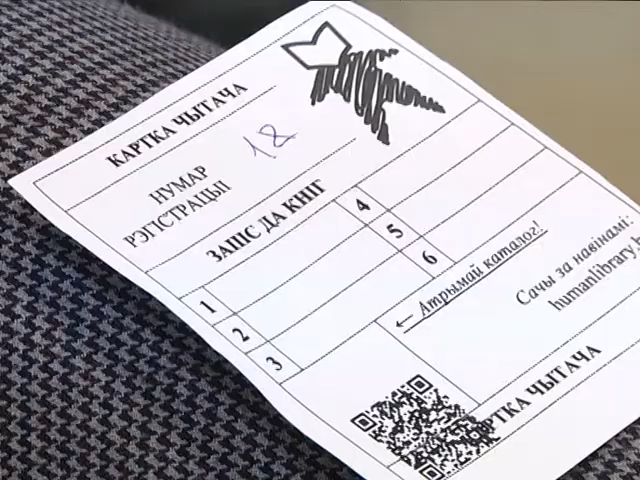 КАРТКА ЧЫТАЧА
НУМАР
РЭГІСТРАЦЫІ
18
ЗАПІС ДА КНІГ
1
2
3
4
5
6
← Атрымай каталог!
Сачы за навінамі:
humanlibrary.
КАРТКА ЧЫТАЧА